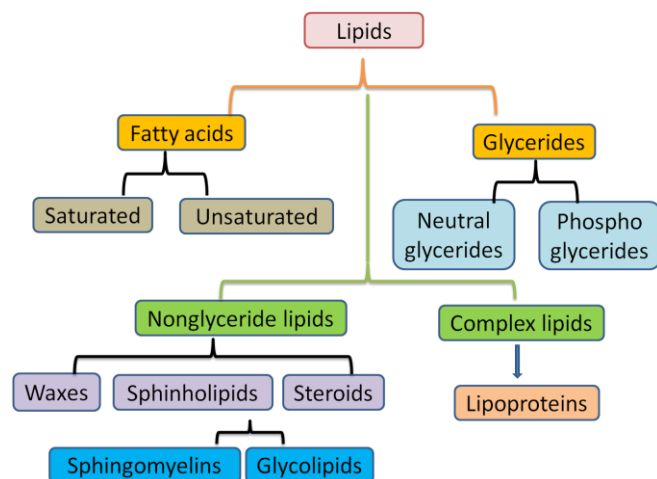 Lipids
Fatty acids
Glycerides
Saturated
Unsaturated
Neutral
glycerides
Phospho
glycerides
Nonglyceride lipids
Complex lipids
Waxes
Sphinholipids
Steroids
Lipoproteins
Sphingomyelins
Glycolipids